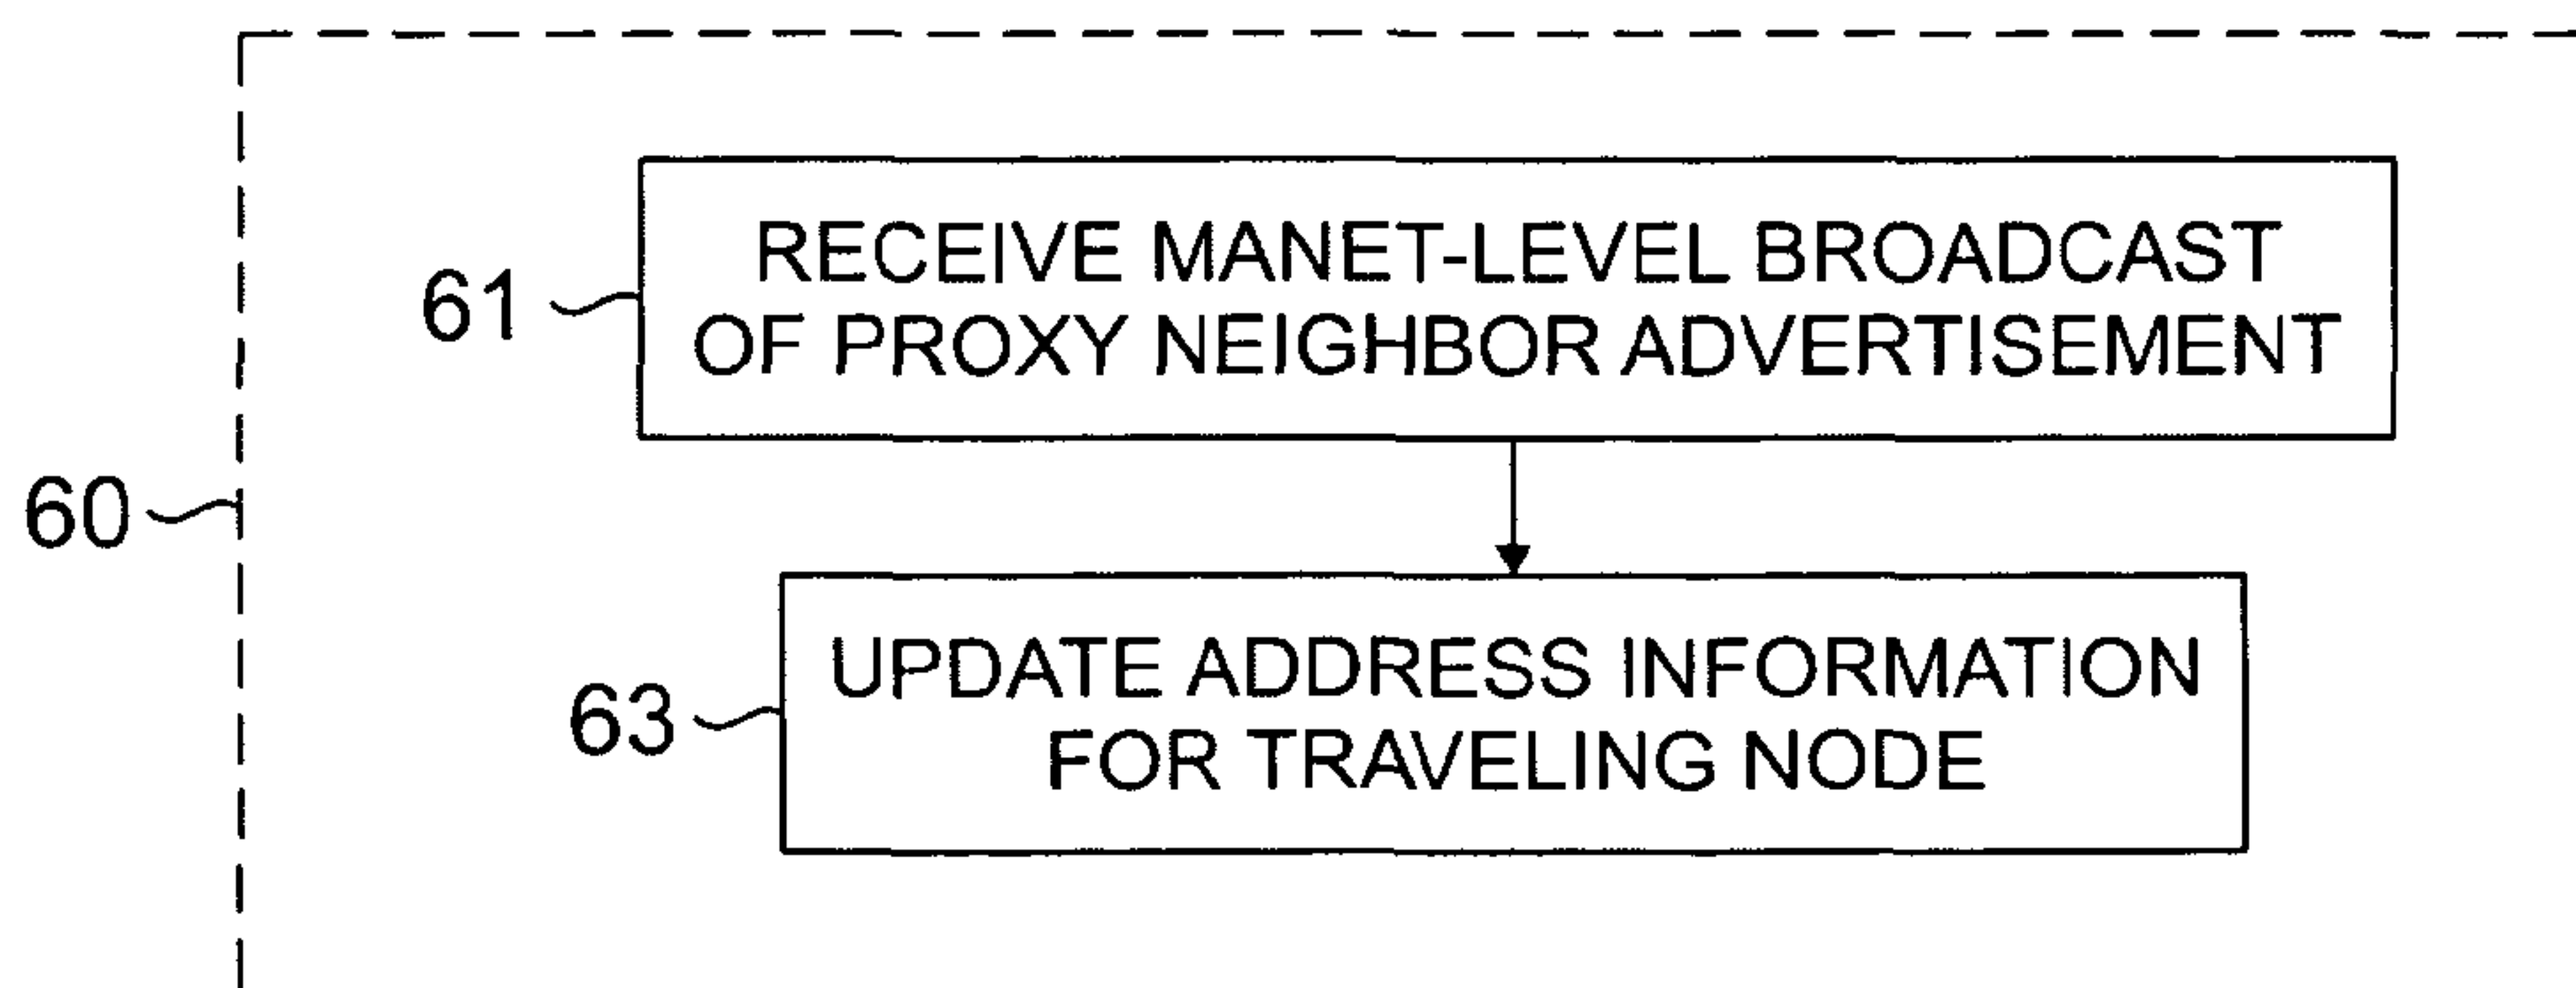 RECEIVE MANET-LEVEL BROADCAST
OF PROXY NEIGHBOR ADVERTISEMENT
61
60
UPDATE ADDRESS INFORMATION
FOR TRAVELING NODE
63